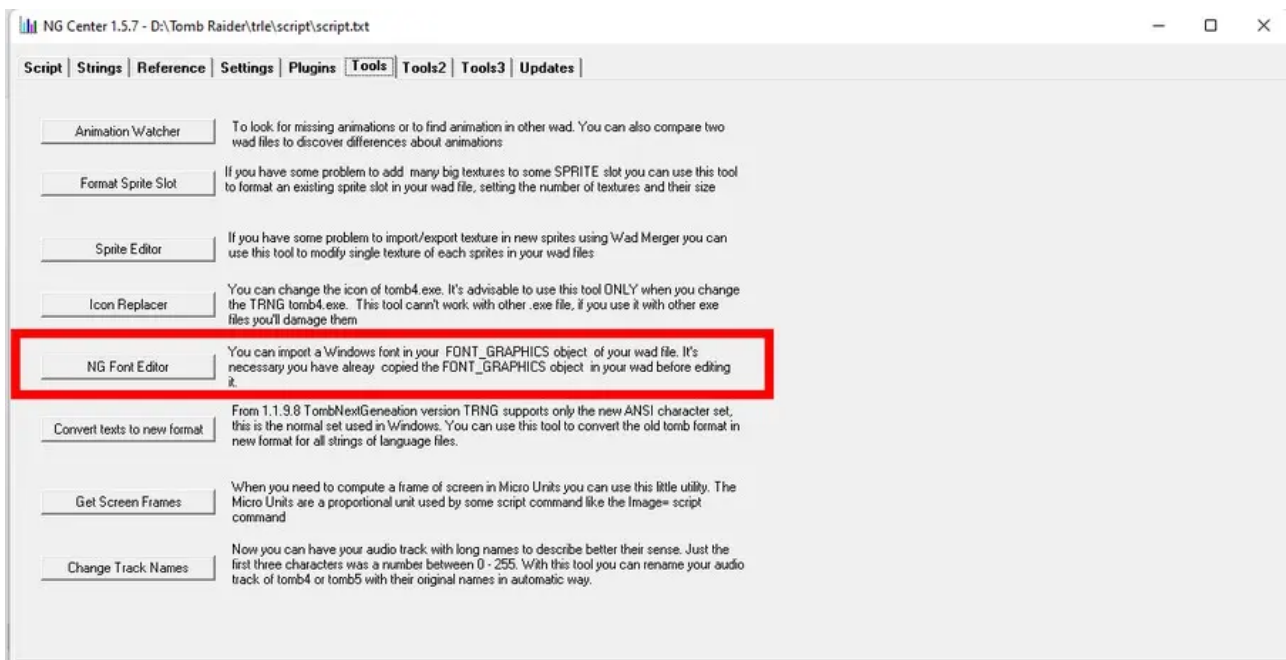 NG Center 1.5.7 - D:\Tomb Raider\trle\script\script.txt
Script Strings Reference Settings Plugins Tools Tools2 Tools3 Updates
Animation Watcher
To look for missing animations or to find animation in other wad. You can also compare two
wad files to discover differences about animations
Format Sprite Slot
If you have some problem to add many big textures to some SPRITE slot you can use this tool
to format an existing sprite slot in your wad file, setting the number of textures and their size
Sprite Editor
If you have some problem to import/export texture in new sprites using Wad Merger you can
use this tool to modify single texture of each sprites in your wad files
Icon Replacer
You can change the icon of tomb4.exe. It's advisable to use this tool ONLY when you change
the TRNG tomb4.exe. This tool cann't work with other .exe file, if you use it with other exe
files you'll damage them
NG Font Editor
You can import a Windows font in your FONT_GRAPHICS object of your wad file. It's
necessary you have alreay copied the FONT_GRAPHICS object in your wad before editing
it.
Convert texts to new format
From 1.1.9.8 TombNextGeneation version TRNG supports only the new ANSI character set,
this is the normal set used in Windows. You can use this tool to convert the old tomb format in
new format for all strings of language files.
Get Screen Frames
When you need to compute a frame of screen in Micro Units you can use this little utility. The
Micro Units are a proportional unit used by some script command like the Image= script
command
Change Track Names
Now you can have your audio track with long names to describe better their sense. Just the
first three characters was a number between 0 - 255. With this tool you can rename your audio
track of tomb4 or tomb5 with their original names in automatic way.